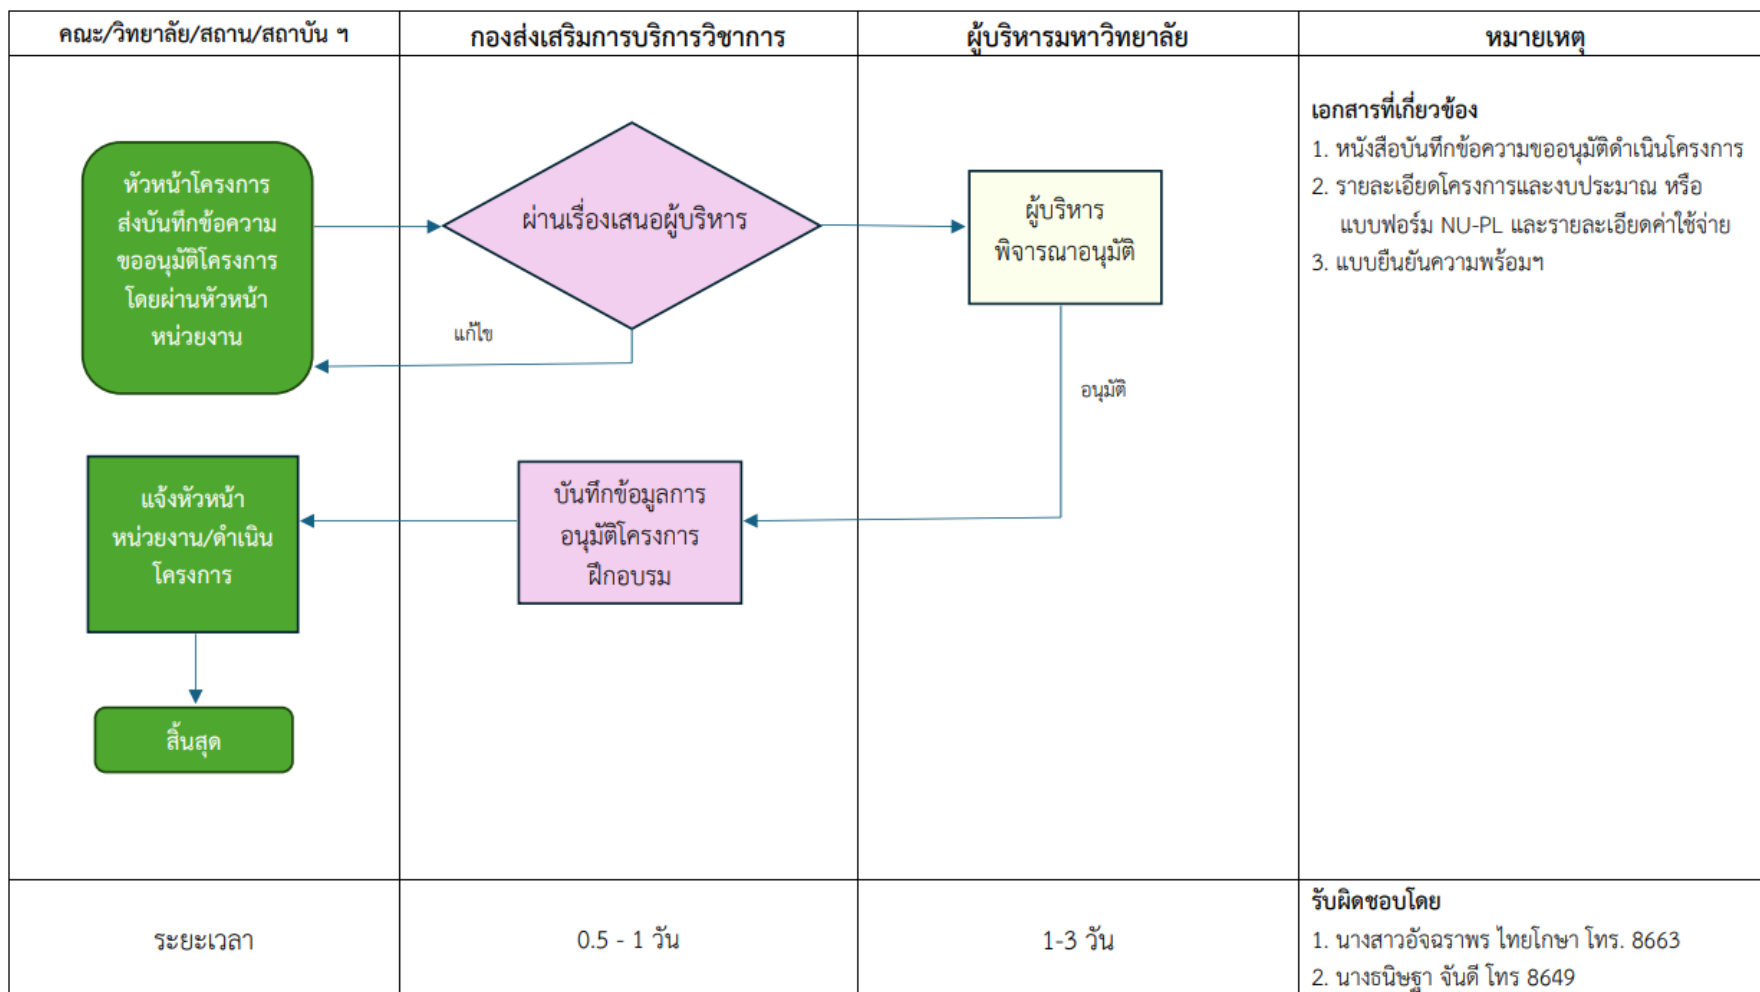 คณะ/วิทยาลัย/สถาน/สถาบัน ฯ
กองส่งเสริมการบริการวิชาการ
ผู้บริหารมหาวิทยาลัย
หมายเหตุ
หัวหน้าโครงการ
ส่งบันทึกข้อความ
ขออนุมัติโครงการ
โดยผ่านหัวหน้า
หน่วยงาน
ผ่านเรื่องเสนอผู้บริหาร
แก้ไข
ผู้บริหาร
พิจารณาอนุมัติ
อนุมัติ
เอกสารที่เกี่ยวข้อง
1. หนังสือบันทึกข้อความขออนุมัติดำเนินโครงการ
2. รายละเอียดโครงการและงบประมาณ หรือ
แบบฟอร์ม NU-PL และรายละเอียดค่าใช้จ่าย
3. แบบยืนยันความพร้อมฯ
บันทึกข้อมูลการ
อนุมัติโครงการ
ฝึกอบรม
แจ้งหัวหน้า
หน่วยงาน/ดำเนิน
โครงการ
สิ้นสุด
ระยะเวลา
0.5 - 1 วัน
1-3 วัน
รับผิดชอบโดย
1. นางสาวอัจฉราพร ไทยโกษา โทร. 8663
2. นางธนิษฐา จันดี โทร 8649